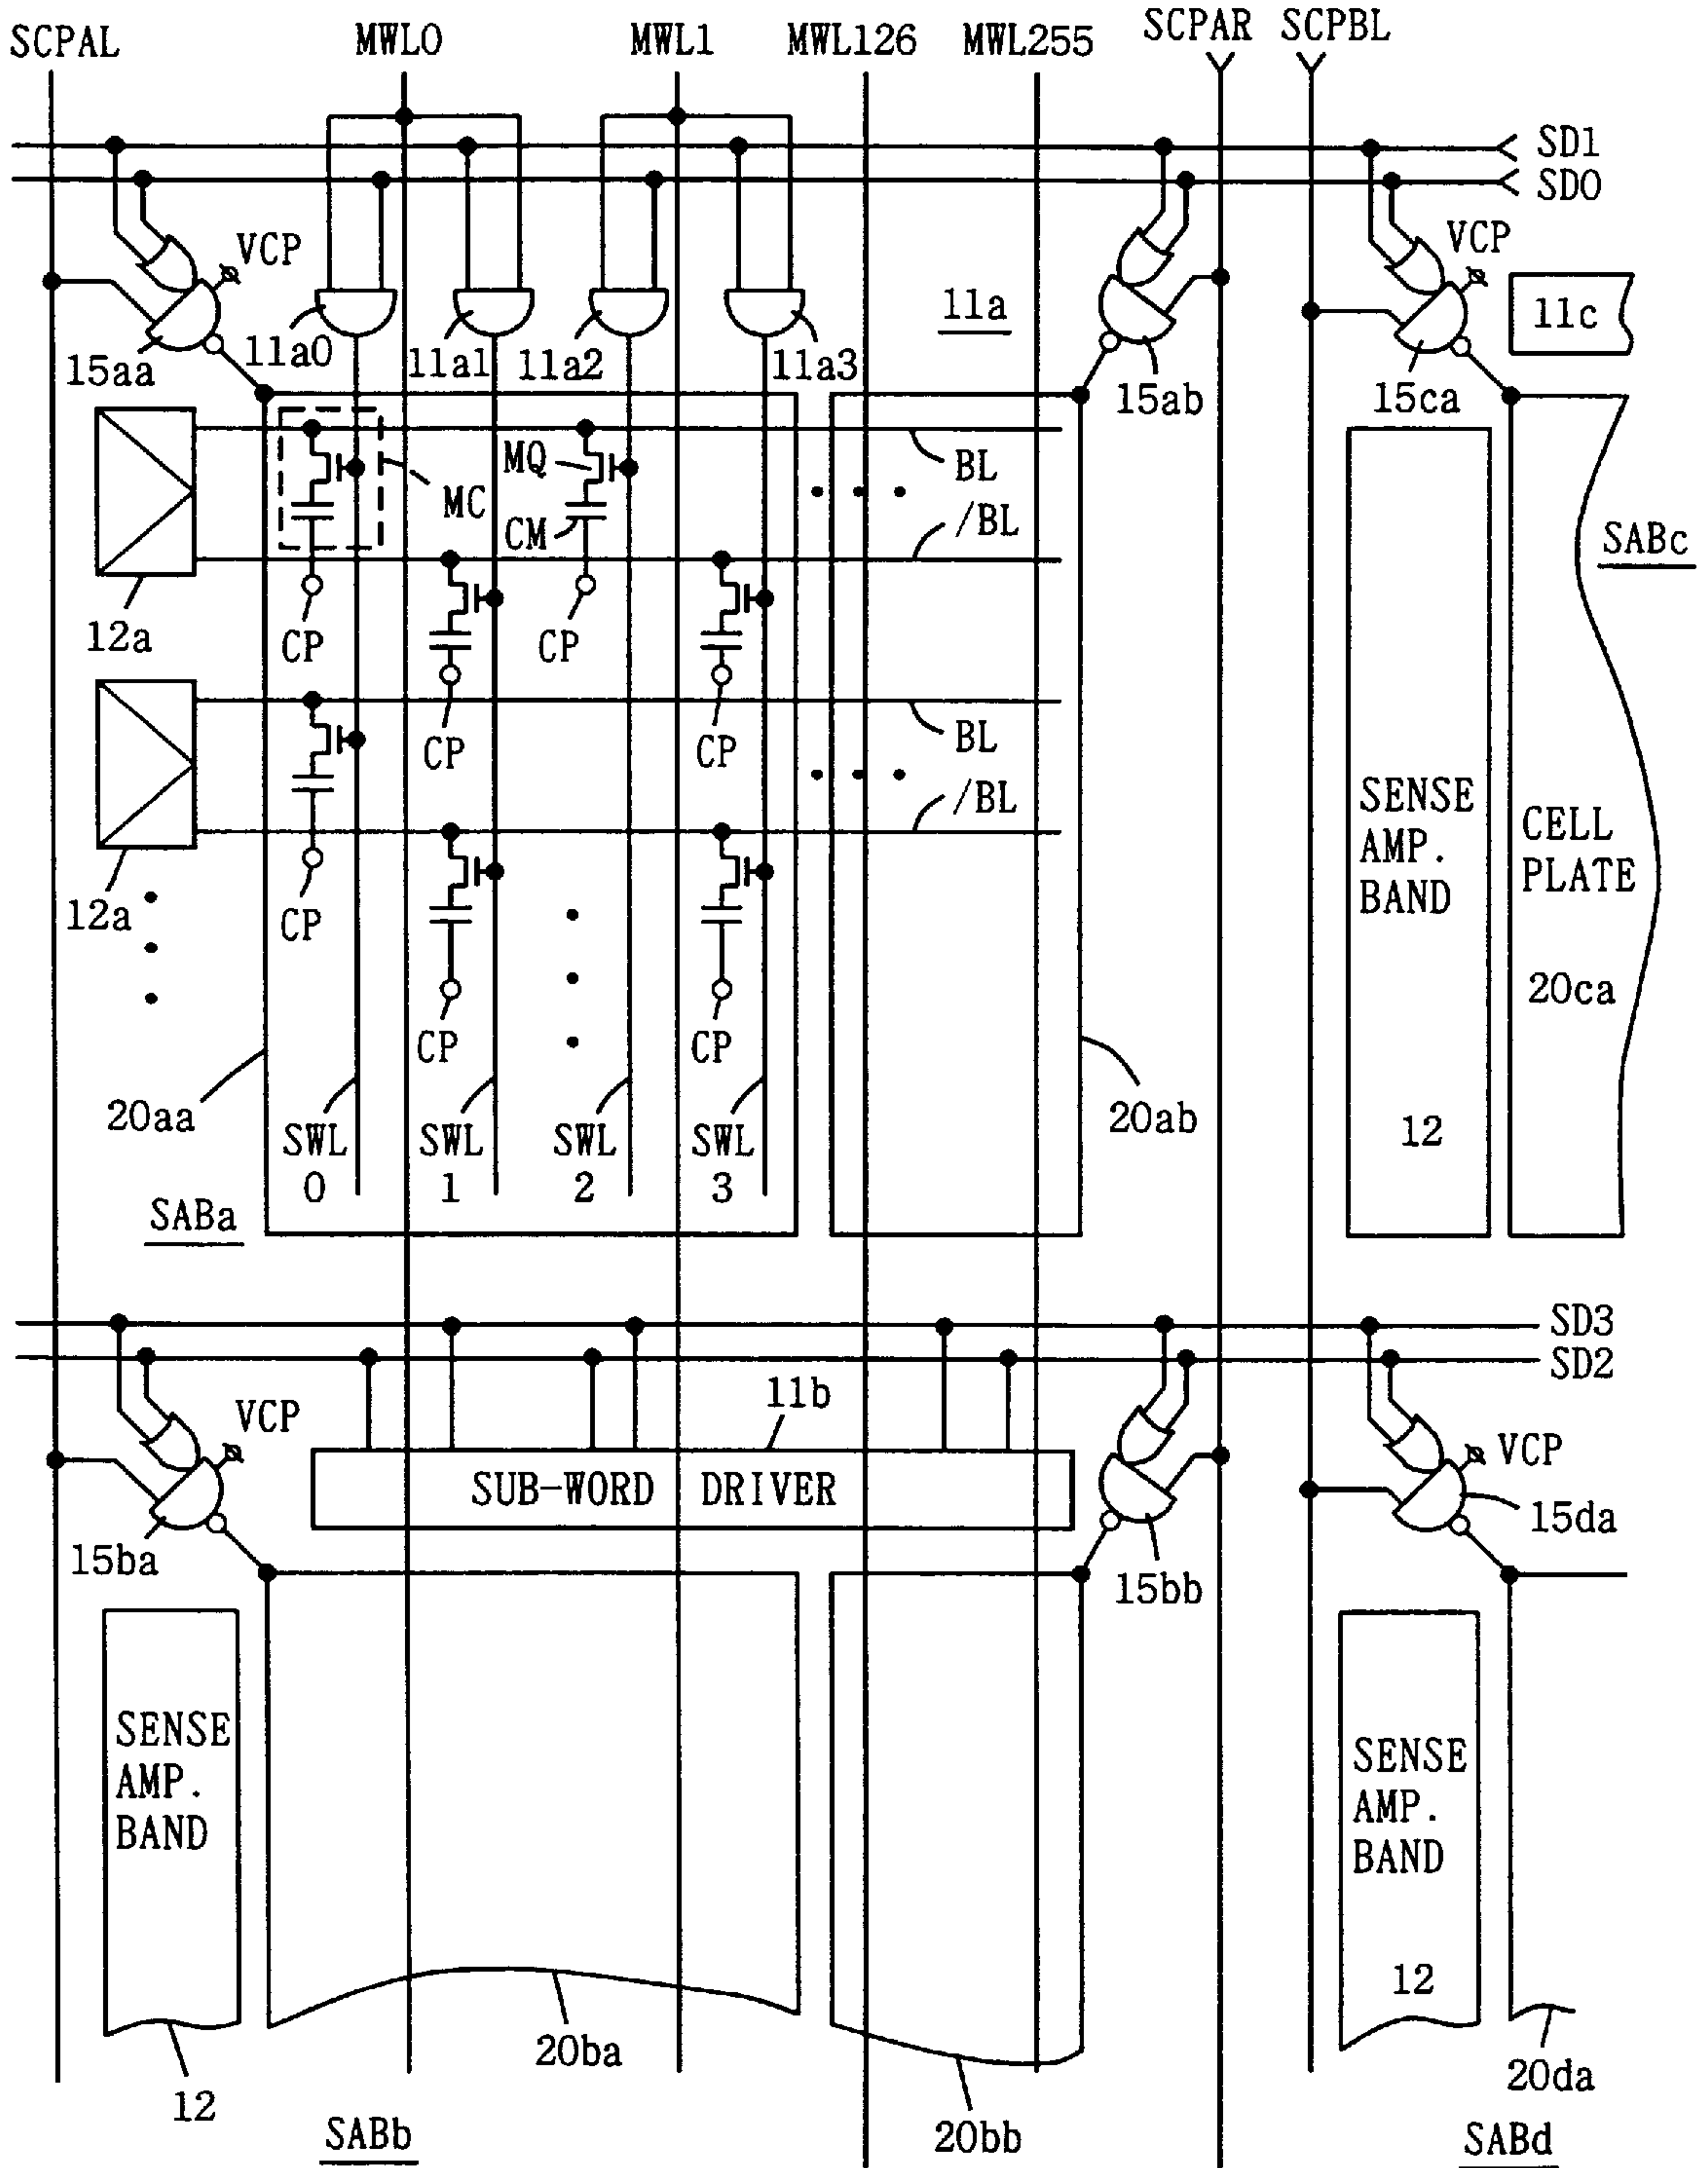 SCPAL MWL0 MWL1 MWL126 MWL255 SCPAR SCPBL
SD1
SD0
VCP VCP
11a 11c
15aa 11a0 11a1 11a2 11a3 15ab 15ca
MQ BL
MC CM /BL SABc
12a CP CP
CP CP BL
/BL
SENSE
AMP.
BAND
CELL
PLATE
12a CP
20ca
CP CP
20aa 20ab
SWL
0
SWL
1
SWL
2
SWL
3
12
SABa
SD3
SD2
VCP 11b VCP
SUB-WORD DRIVER
15ba 15bb 15da
SENSE
AMP.
BAND
SENSE
AMP.
BAND
12
20ba 20da
12 20bb
SABb SABd